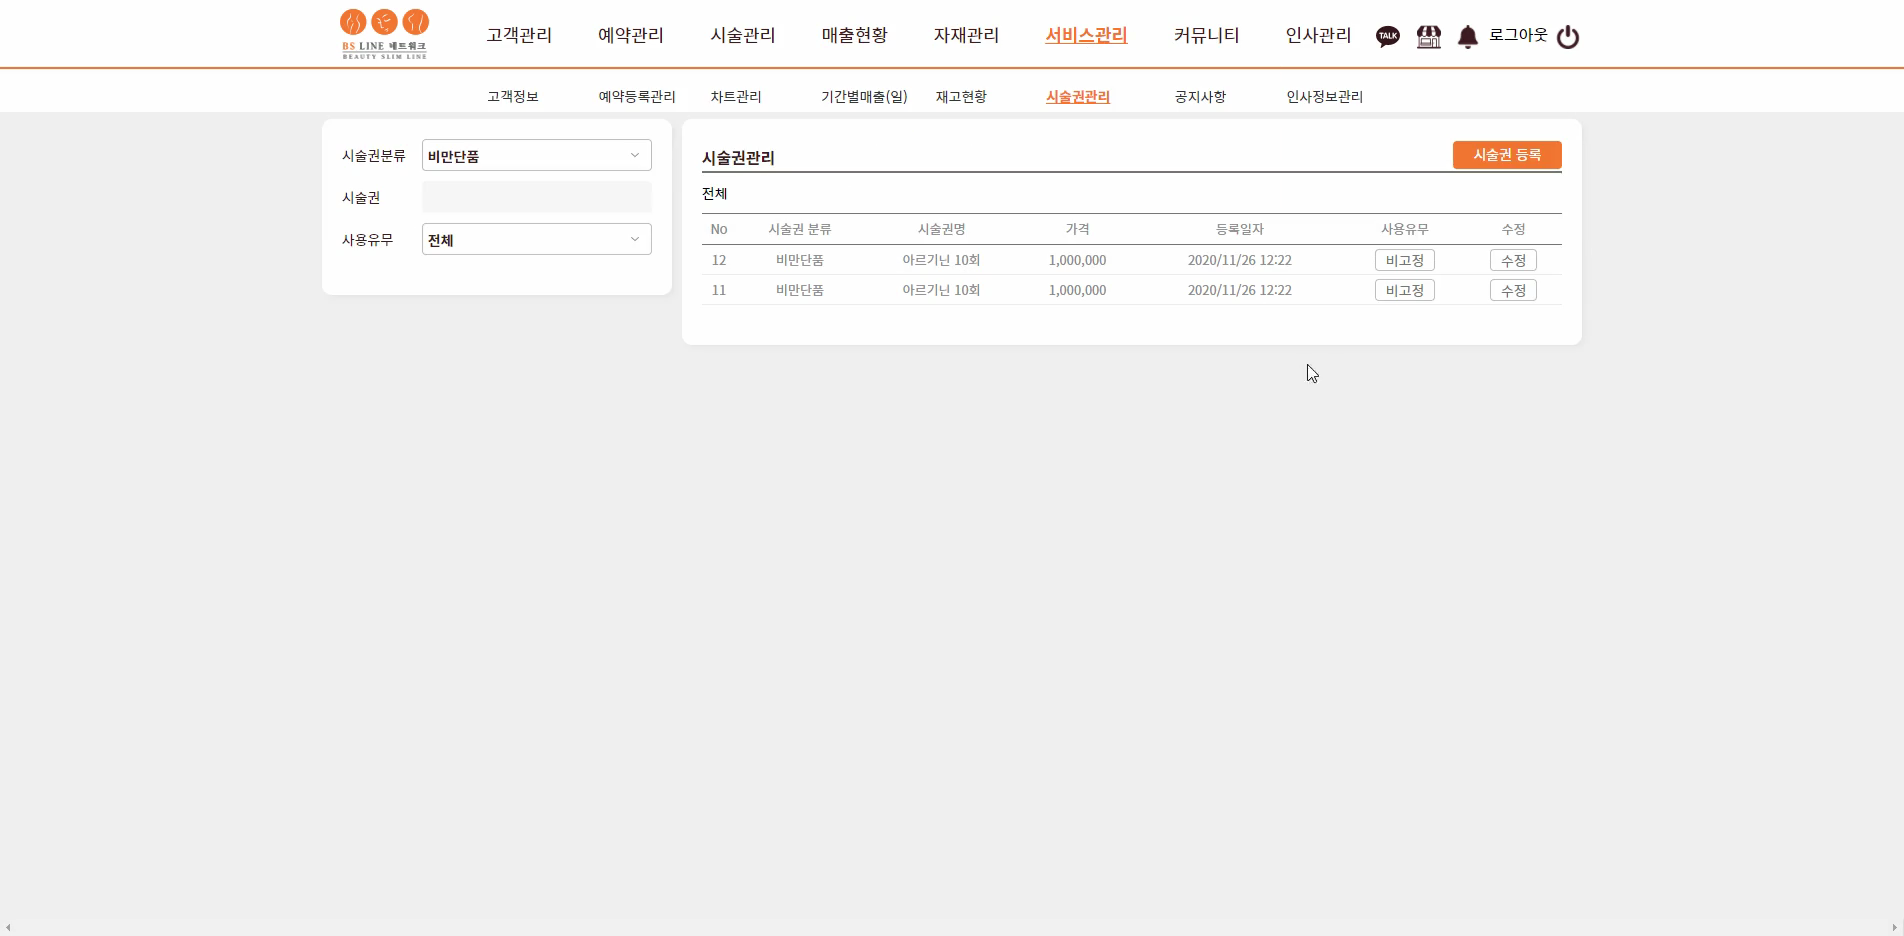 BS LINE 네트워크
BEAUTY SLIM LINE
고객관리 예약관리 시술관리 매출현황 자재관리 서비스관리 커뮤니티 인사관리 TALK 로그아웃
고객정보 예약등록관리 차트관리 기간별매출(일) 재고현황 시술권관리 공지사항 인사정보관리
시술권분류 비만단품
시술권
사용유무 전체
시술권관리 시술권 등록
전체
No 시술권 분류 시술권명 가격 등록일자 사용유무 수정
12 비만단품 아르기닌 10회 1,000,000 2020/11/26 12:22 비고정 수정
11 비만단품 아르기닌 10회 1,000,000 2020/11/26 12:22 비고정 수정